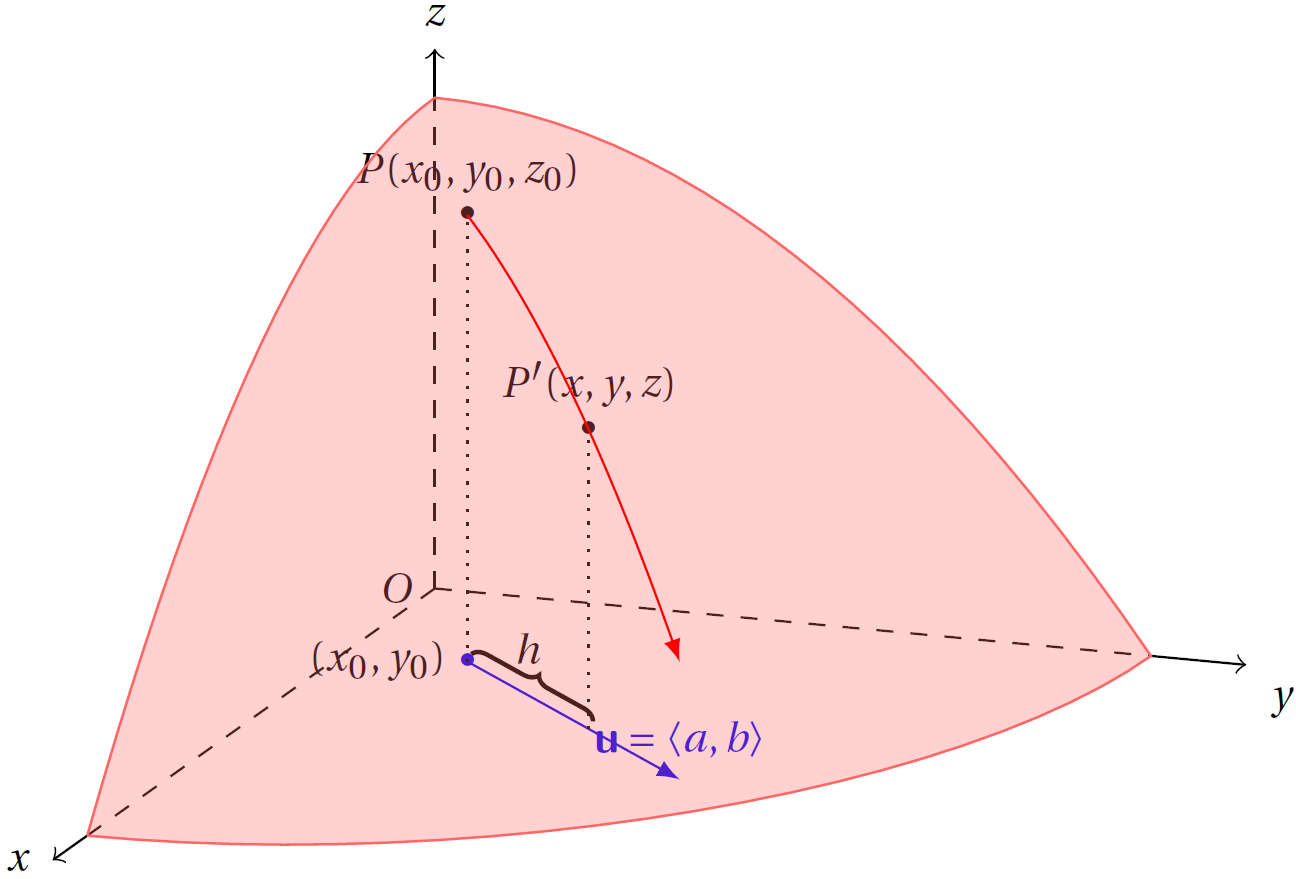 z
P(x₀, y₀, z₀)
P′(x, y, z)
O
(x₀, y₀)
h
u = ⟨a, b⟩
y
x